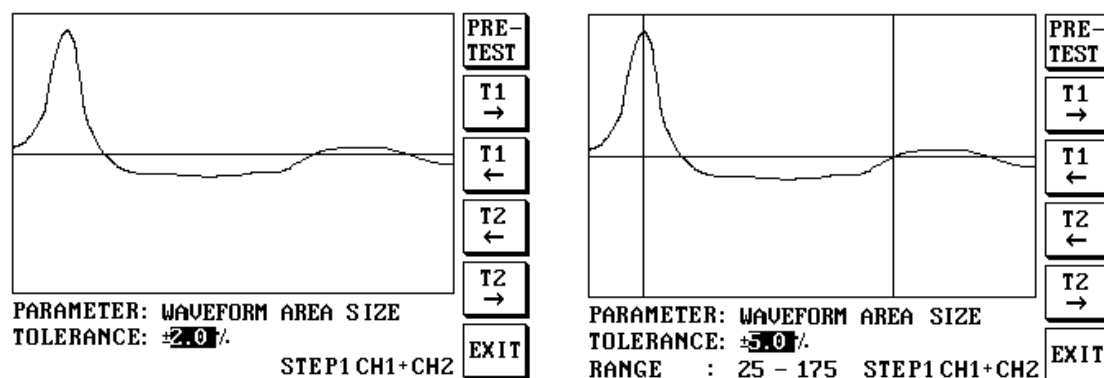 PRE-
TEST
T1
→
T1
←
T2
←
T2
→
EXIT
PARAMETER: WAVEFORM AREA SIZE
TOLERANCE: ±2.0 %
STEP1 CH1+CH2
PRE-
TEST
T1
→
T1
←
T2
←
T2
→
EXIT
PARAMETER: WAVEFORM AREA SIZE
TOLERANCE: ±5.0 %
RANGE : 25 - 175 STEP1 CH1+CH2